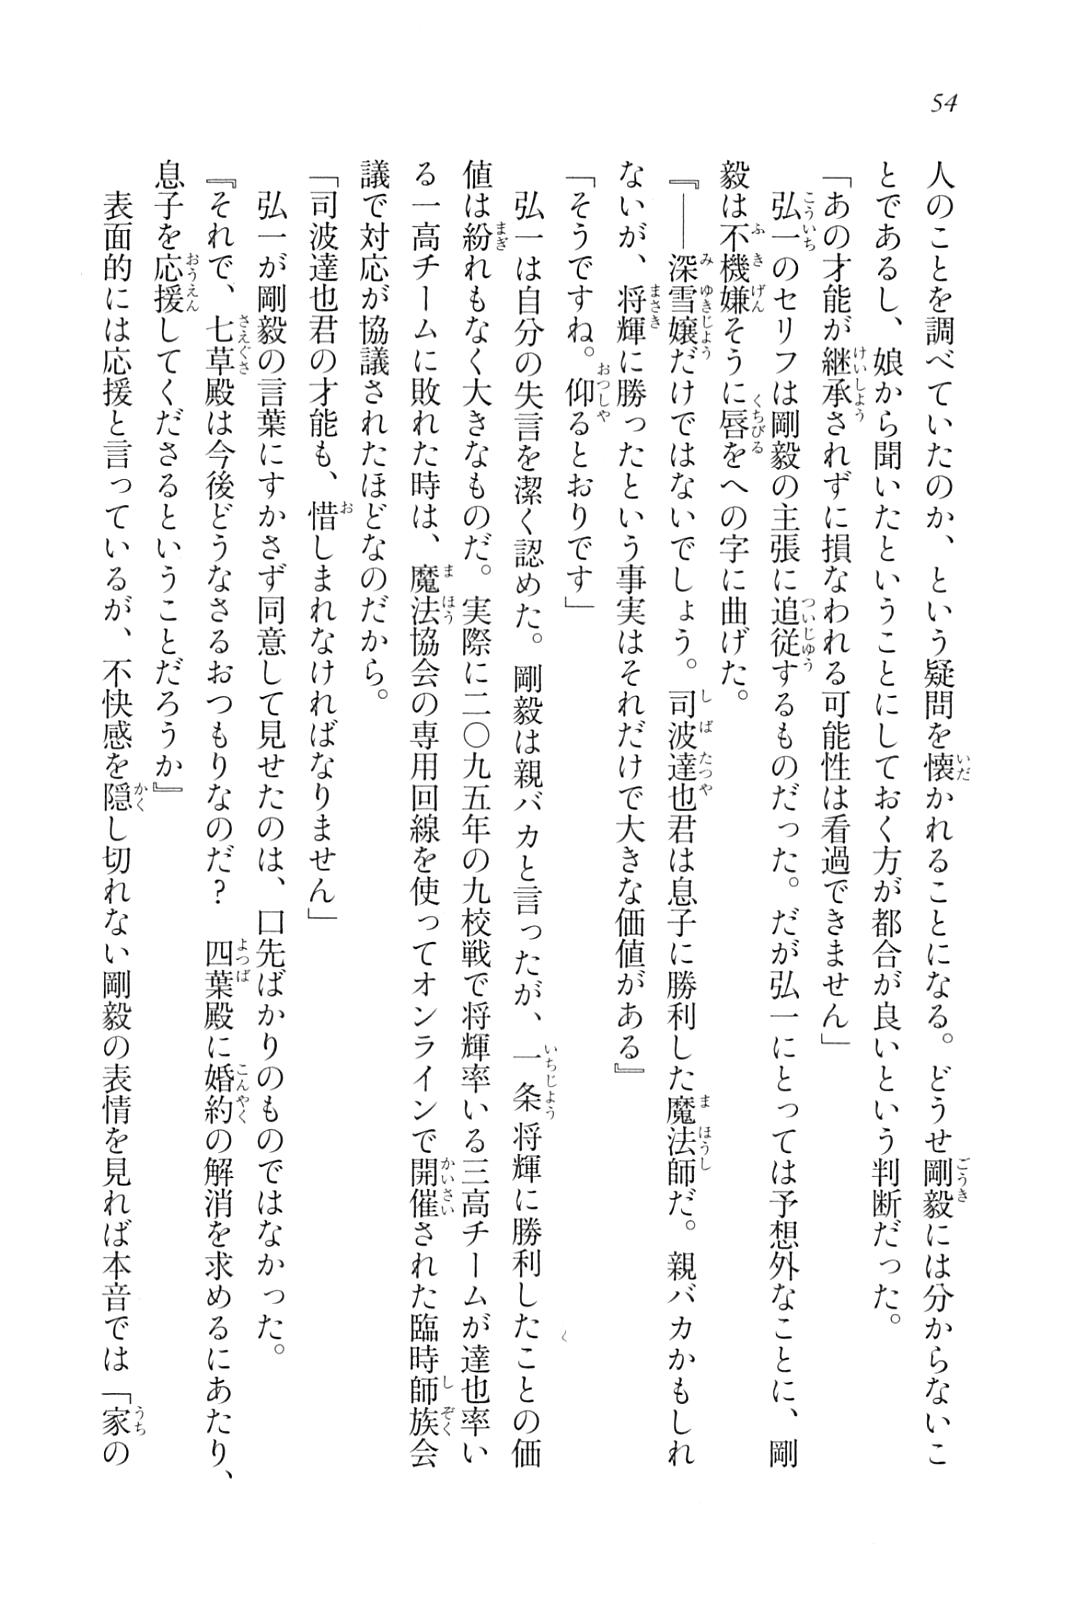 54
人のことを調べていたのか、という疑問を懐かれることになる。どうせ剛毅には分からないこ
とであるし、娘から聞いたということにしておく方が都合が良いという判断だった。
「あの才能が継承されずに損なわれる可能性は看過できません」
弘一のセリフは剛毅の主張に追従するものだった。だが弘一にとっては予想外なことに、剛
毅は不機嫌そうに唇をへの字に曲げた。
『――深雪嬢だけではないでしょう。司波達也君は息子に勝利した魔法師だ。親バカかもしれ
ないが、将輝に勝ったという事実はそれだけで大きな価値がある』
「そうですね。仰るとおりです」
弘一は自分の失言を潔く認めた。剛毅は親バカと言ったが、一条将輝に勝利したことの価
値は紛れもなく大きなものだ。実際に二〇九五年の九校戦で将輝率いる三高チームが達也率い
る一高チームに敗れた時は、魔法協会の専用回線を使ってオンラインで開催された臨時師族会
議で対応が協議されたほどなのだから。
「司波達也君の才能も、惜しまれなければなりません」
弘一が剛毅の言葉にすかさず同意して見せたのは、口先ばかりのものではなかった。
『それで、七草殿は今後どうなさるおつもりなのだ？　四葉殿に婚約の解消を求めるにあたり、
息子を応援してくださるということだろうか』
表面的には応援と言っているが、不快感を隠し切れない剛毅の表情を見れば本音では「家の